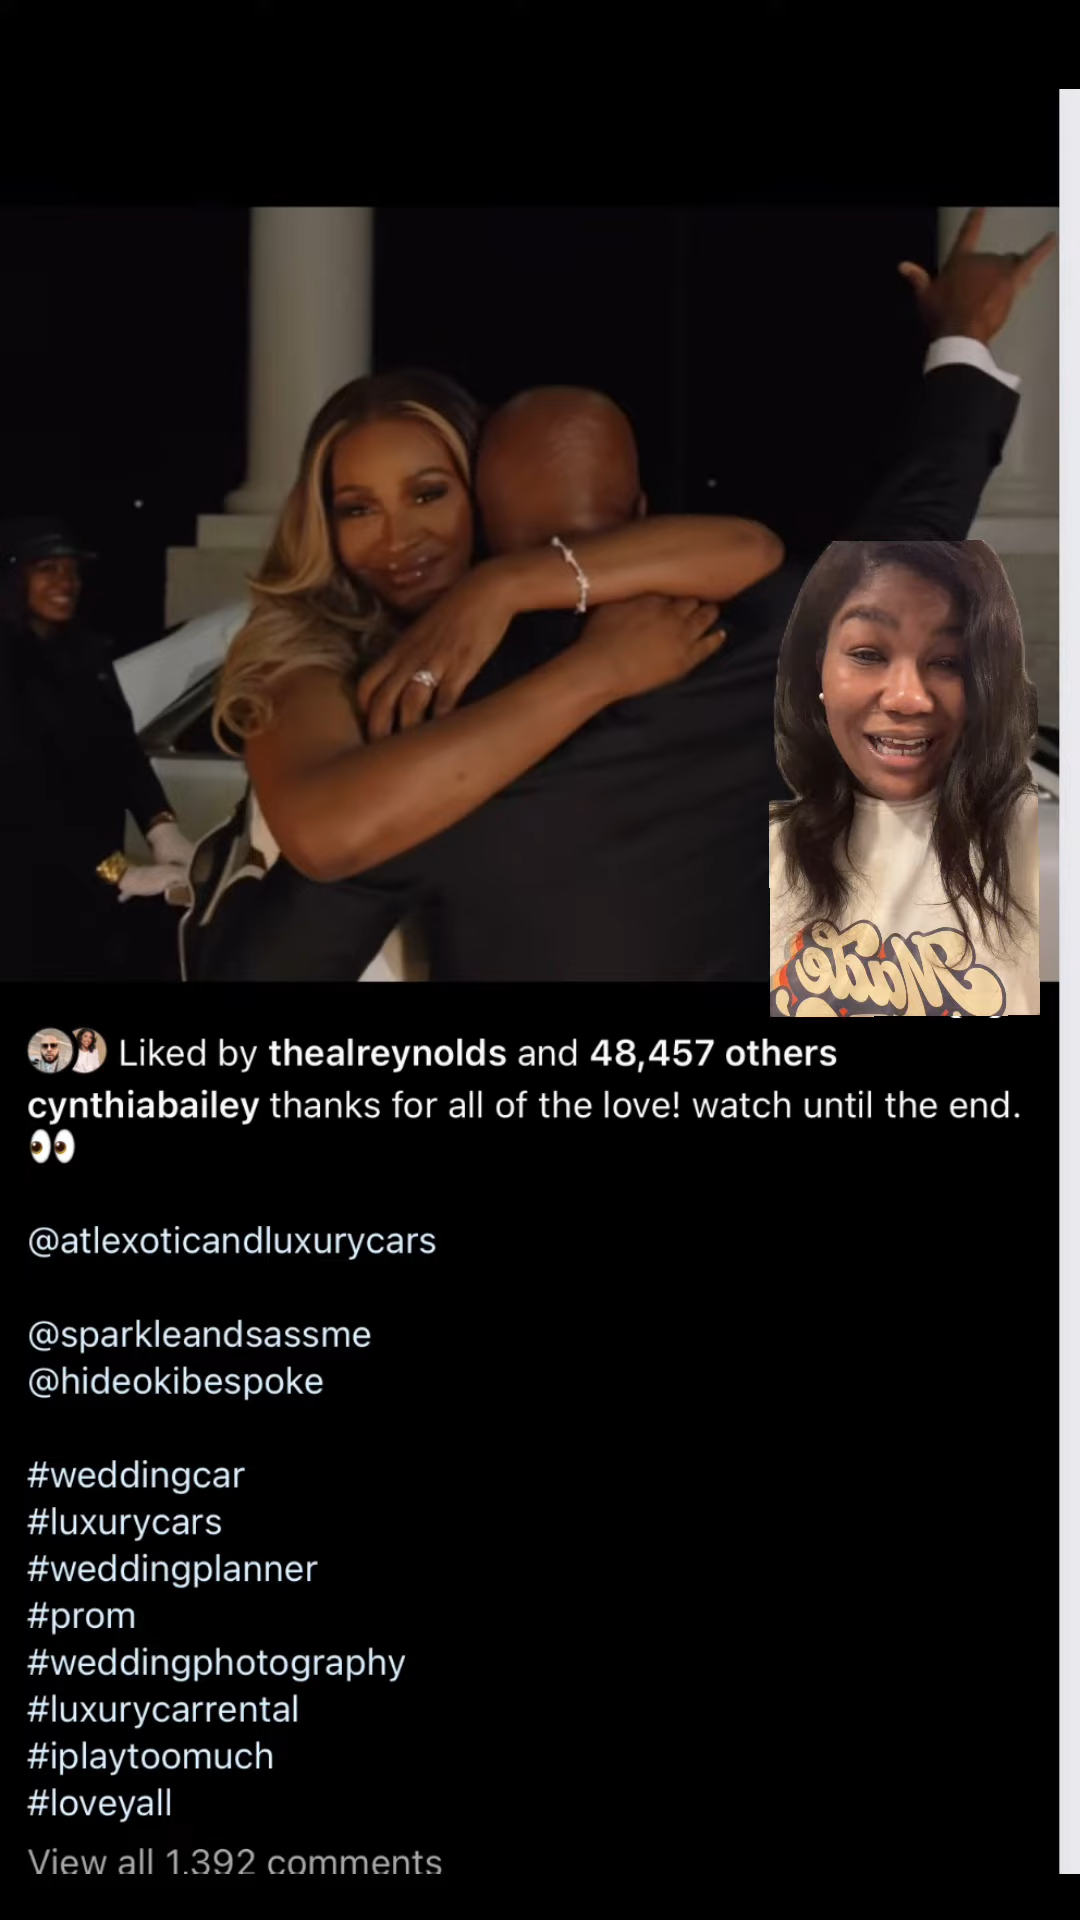 Made
Liked by thealreynolds and 48,457 others
cynthiabailey thanks for all of the love! watch until the end.
👀
@atlexoticandluxurycars
@sparkleandsassme
@hideokibespoke
#weddingcar
#luxurycars
#weddingplanner
#prom
#weddingphotography
#luxurycarrental
#iplaytoomuch
#loveyall
View all 1,392 comments